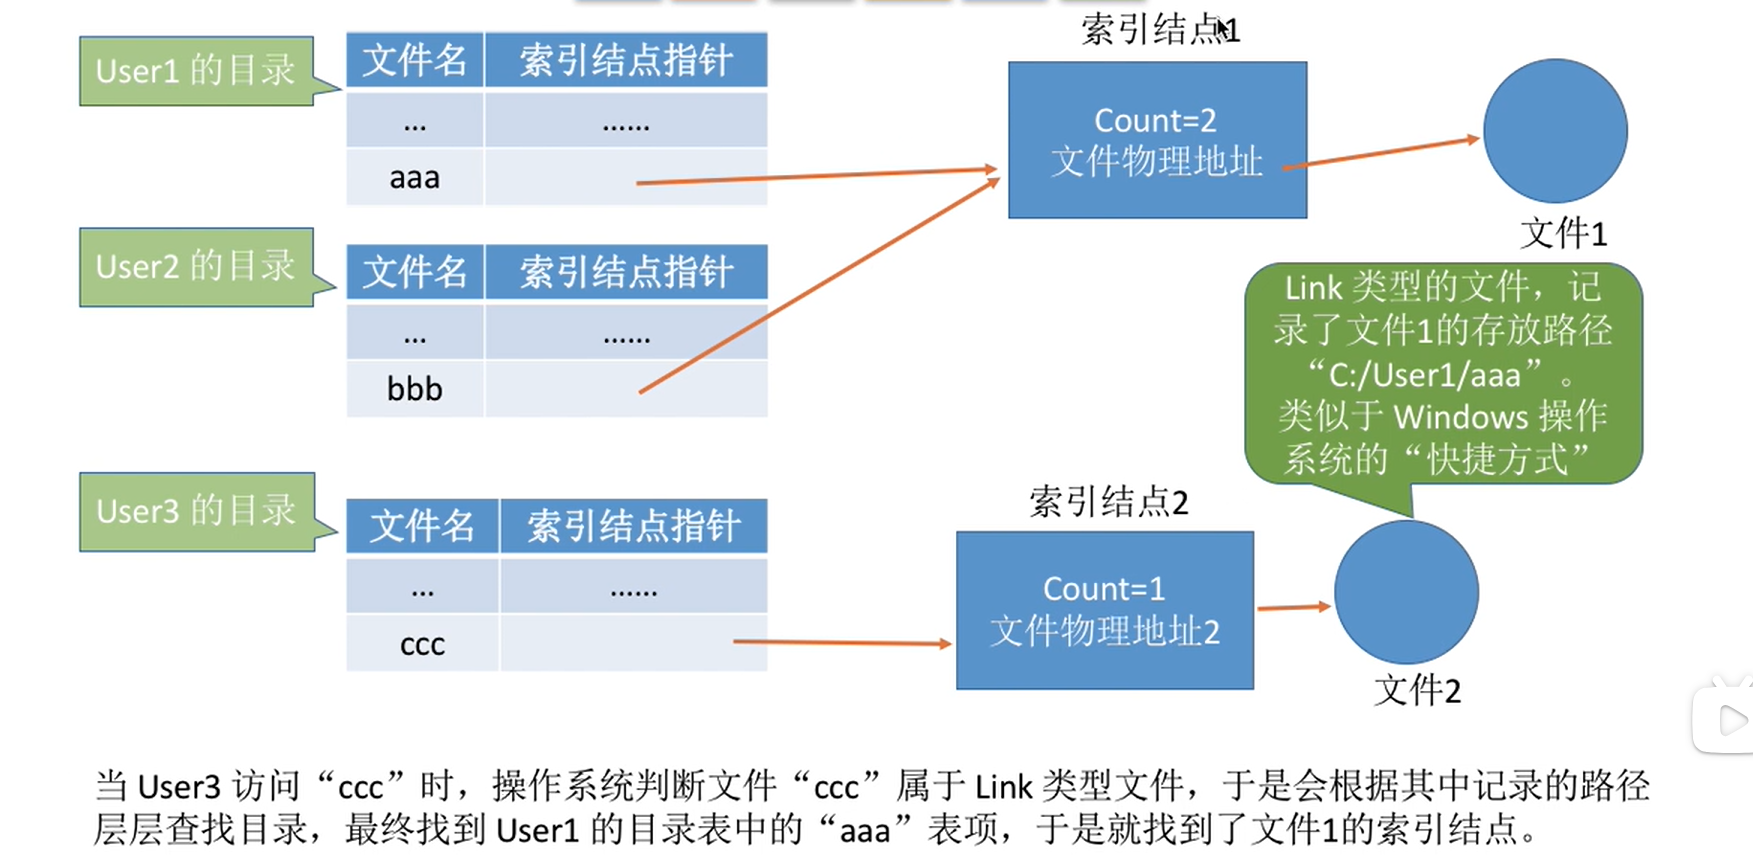 索引结点1
User1 的目录
文件名 索引结点指针
... ......
aaa
Count=2
文件物理地址
文件1
User2 的目录
文件名 索引结点指针
... ......
bbb
Link 类型的文件，记
录了文件1的存放路径
“C:/User1/aaa”。
类似于 Windows 操作
系统的“快捷方式”
User3 的目录
文件名 索引结点指针
... ......
ccc
索引结点2
Count=1
文件物理地址2
文件2
当 User3 访问“ccc”时，操作系统判断文件“ccc”属于 Link 类型文件，于是会根据其中记录的路径
层层查找目录，最终找到 User1 的目录表中的“aaa”表项，于是就找到了文件1的索引结点。